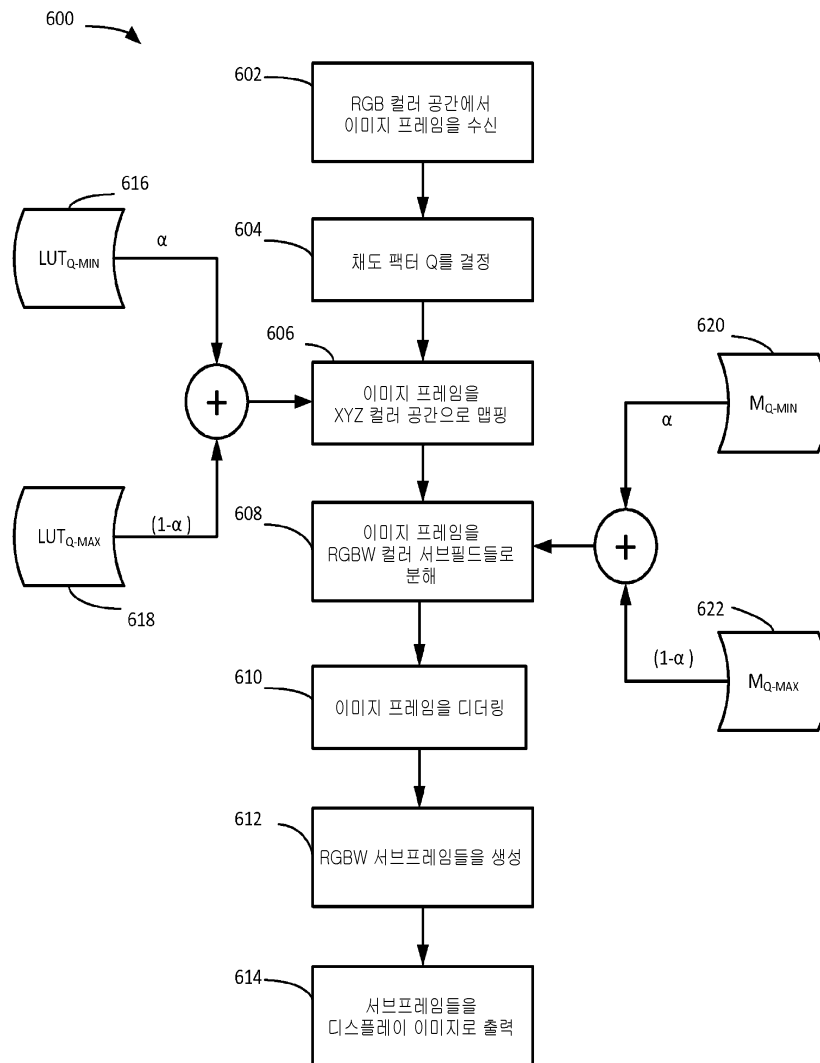 600
602
RGB 컬러 공간에서
이미지 프레임을 수신
616
LUTQ-MIN
α
604
채도 팩터 Q를 결정
606
이미지 프레임을
XYZ 컬러 공간으로 맵핑
620
MQ-MIN
α
+
LUTQ-MAX
(1-α)
618
608
이미지 프레임을
RGBW 컬러 서브필드들로
분해
+
622
(1-α )
MQ-MAX
610
이미지 프레임을 디더링
612
RGBW 서브프레임들을 생성
614
서브프레임들을
디스플레이 이미지로 출력